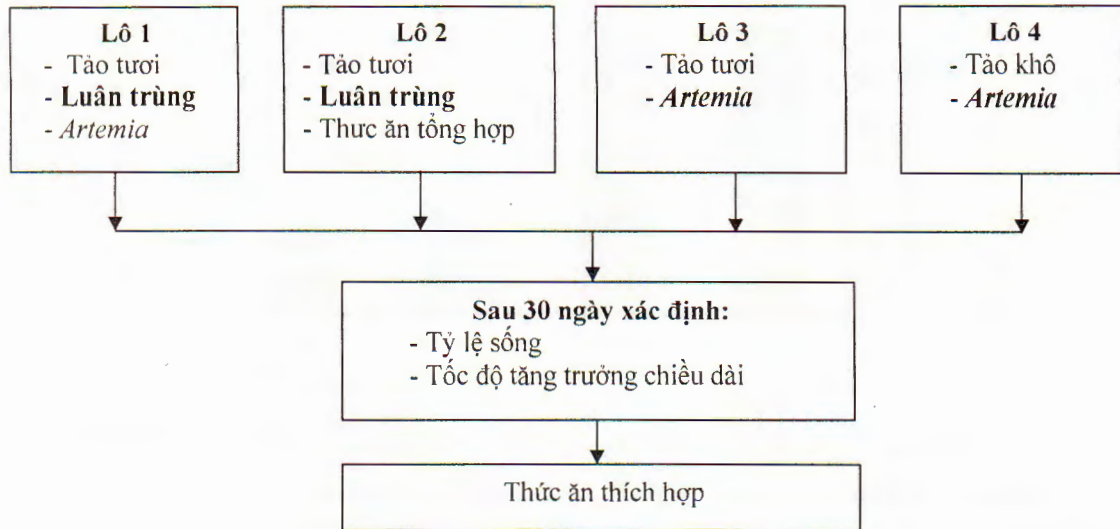 Lô 1
- Tảo tươi
- Luân trùng
- Artemia
Lô 2
- Tảo tươi
- Luân trùng
- Thưc ăn tổng hợp
Lô 3
- Tảo tươi
- Artemia
Lô 4
- Tảo khô
- Artemia
Sau 30 ngày xác định:
- Tỷ lệ sống
- Tốc độ tăng trưởng chiều dài
Thức ăn thích hợp